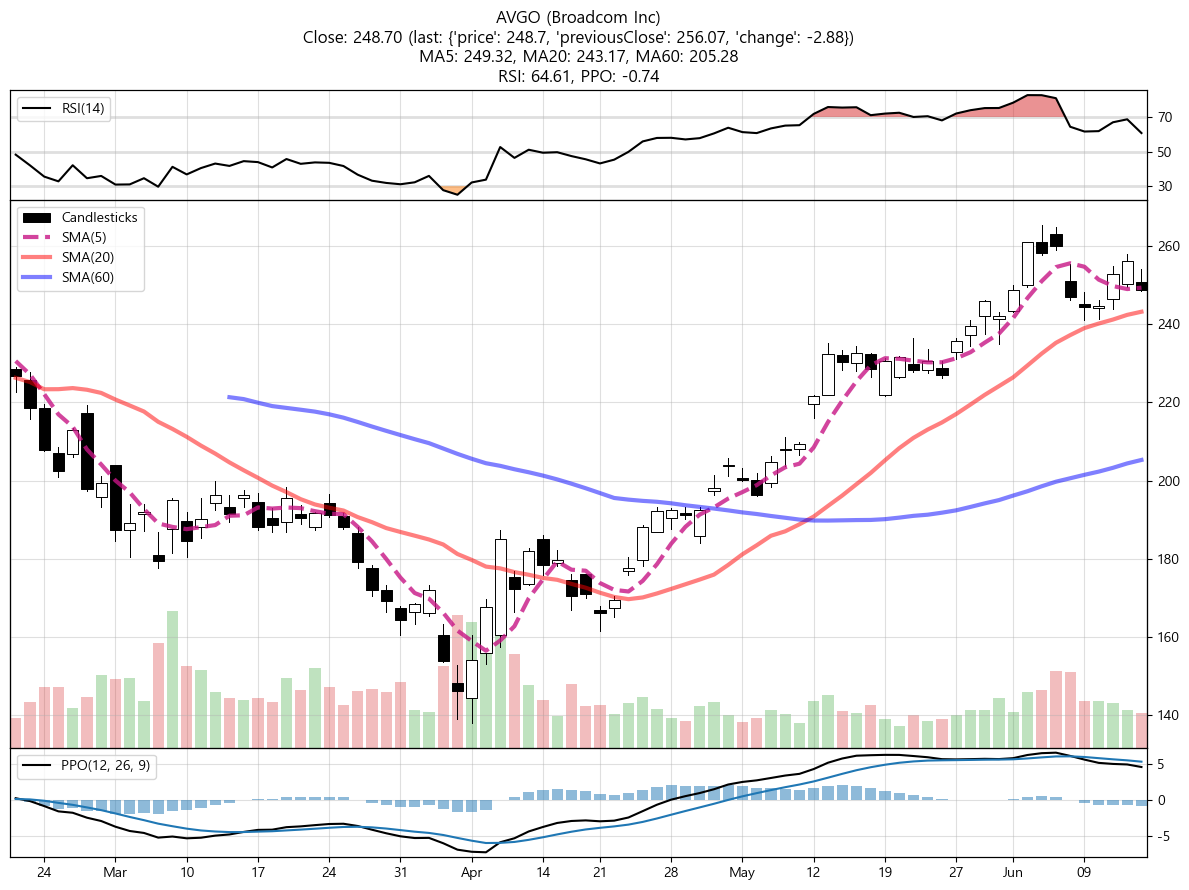 AVGO (Broadcom Inc)
Close: 248.70 (last: {'price': 248.7, 'previousClose': 256.07, 'change': -2.88})
MA5: 249.32, MA20: 243.17, MA60: 205.28
RSI: 64.61, PPO: -0.74
RSI(14)
70
50
30
Candlesticks
SMA(5)
SMA(20)
SMA(60)
260
240
220
200
180
160
140
PPO(12, 26, 9)
5
0
-5
24 Mar 10 17 24 31 Apr 14 21 28 May 12 19 27 Jun 09